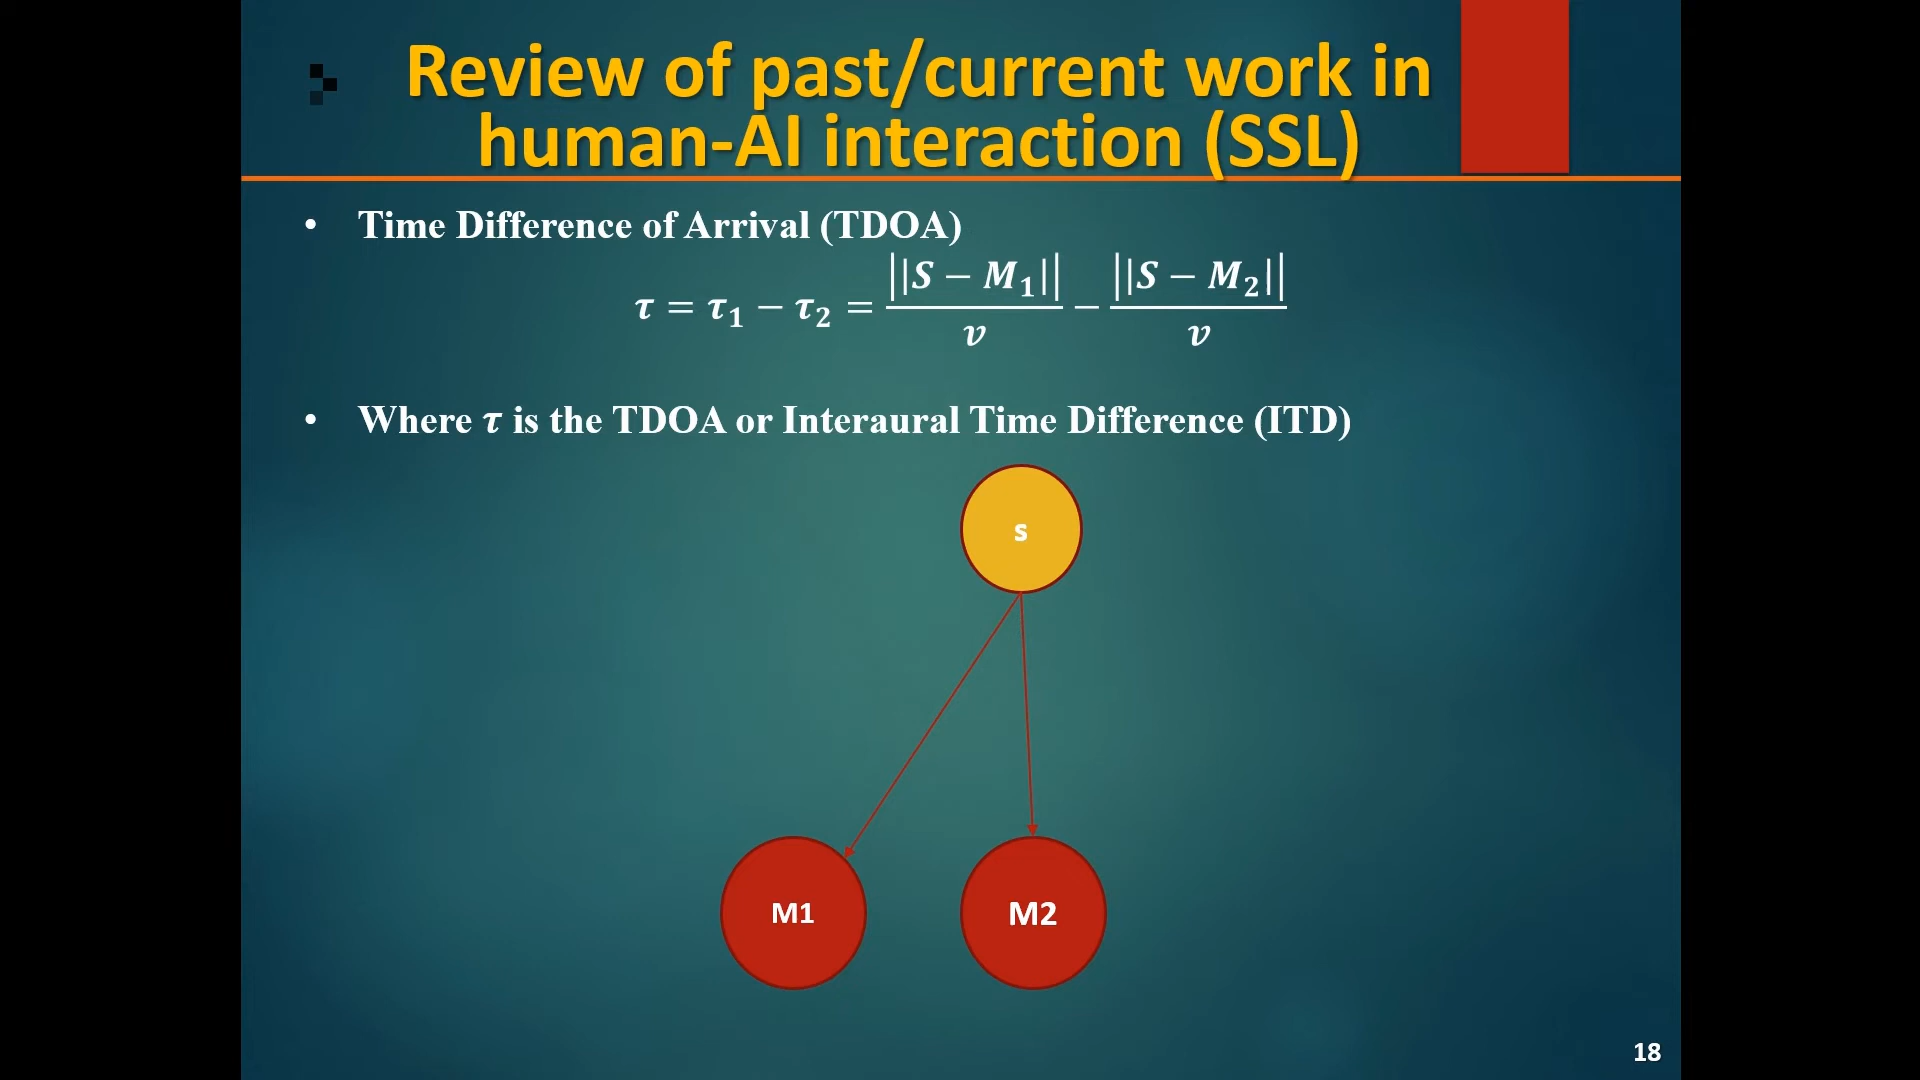 Review of past/current work in
human-AI interaction (SSL)
• Time Difference of Arrival (TDOA)
τ = τ₁ − τ₂ = ||S − M₁||/v − ||S − M₂||/v
• Where τ is the TDOA or Interaural Time Difference (ITD)
s
M1 M2
18